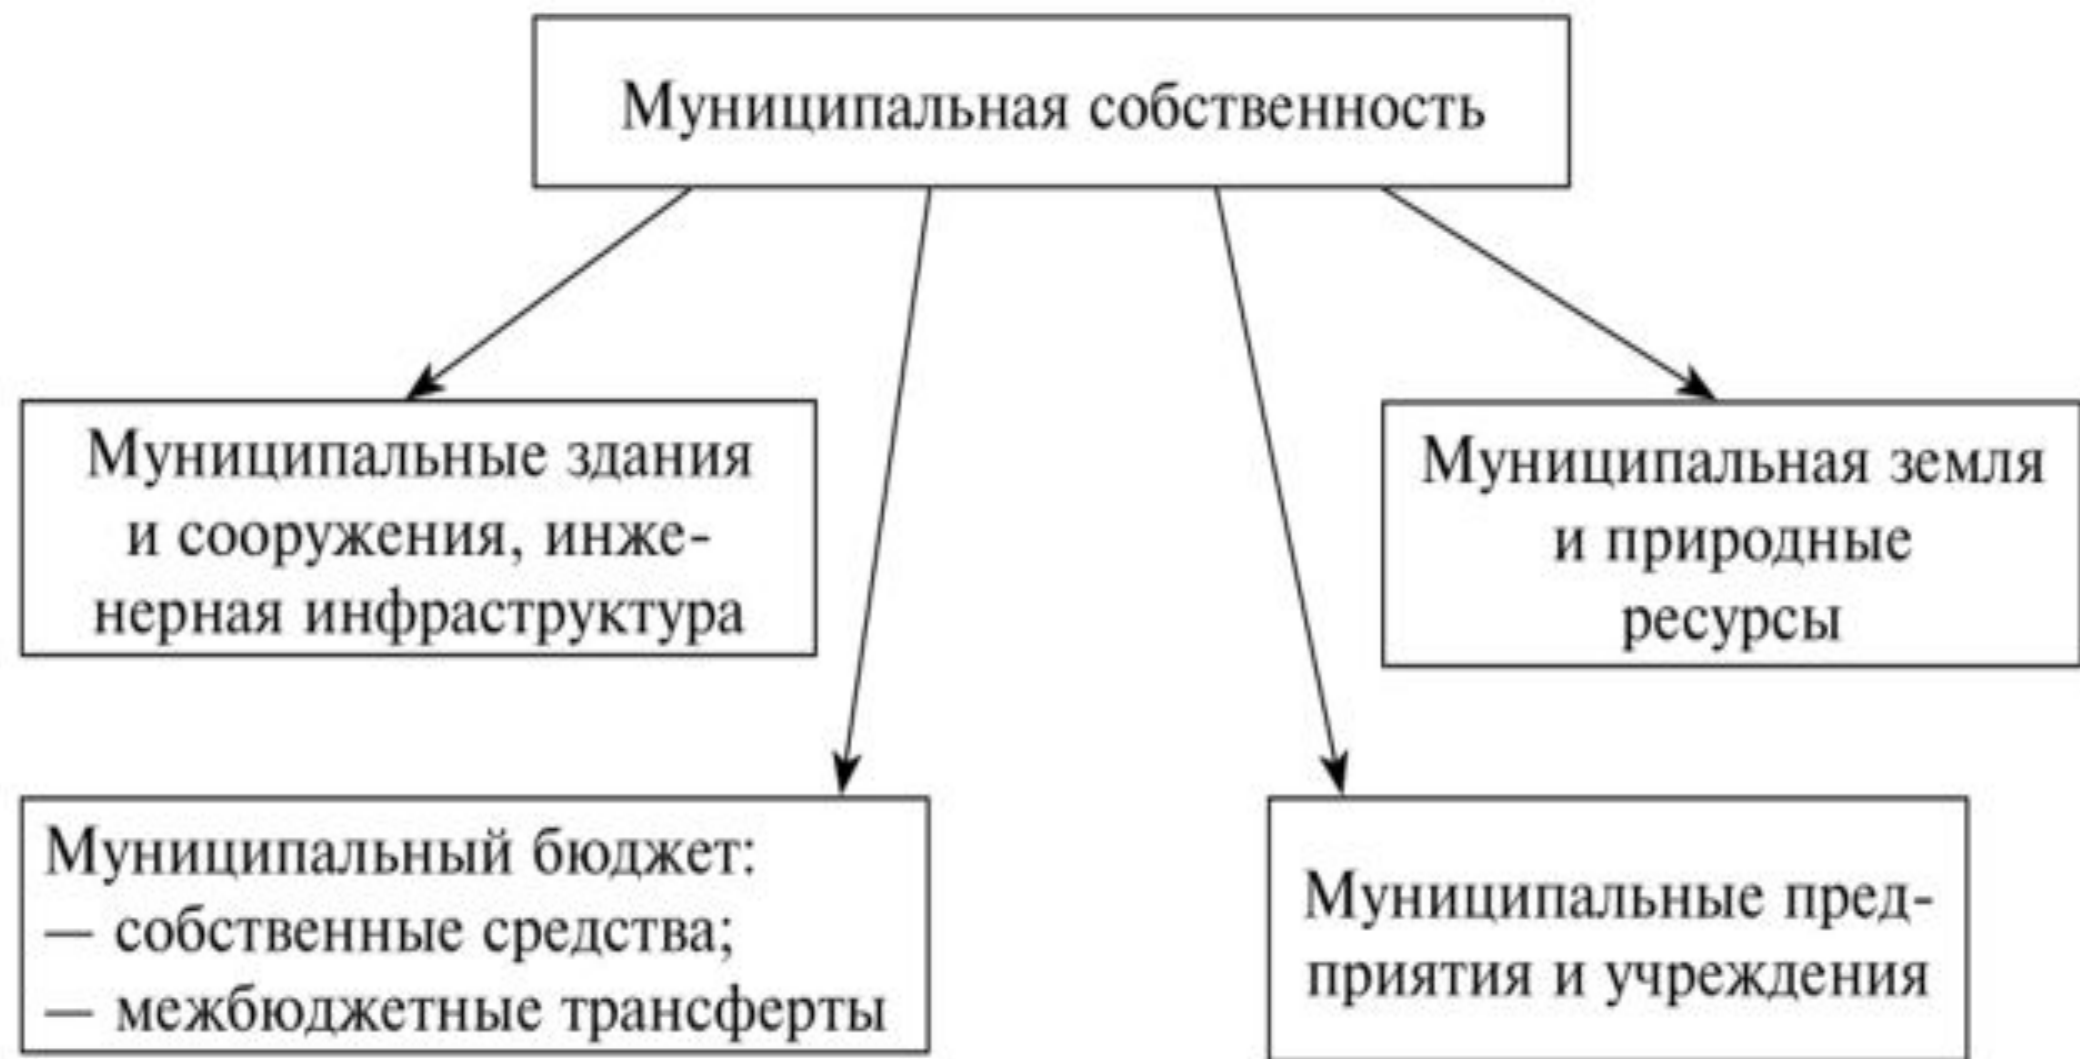 Муниципальная собственность
Муниципальные здания
и сооружения, инже-
нерная инфраструктура
Муниципальная земля
и природные
ресурсы
Муниципальный бюджет:
— собственные средства;
— межбюджетные трансферты
Муниципальные пред-
приятия и учреждения